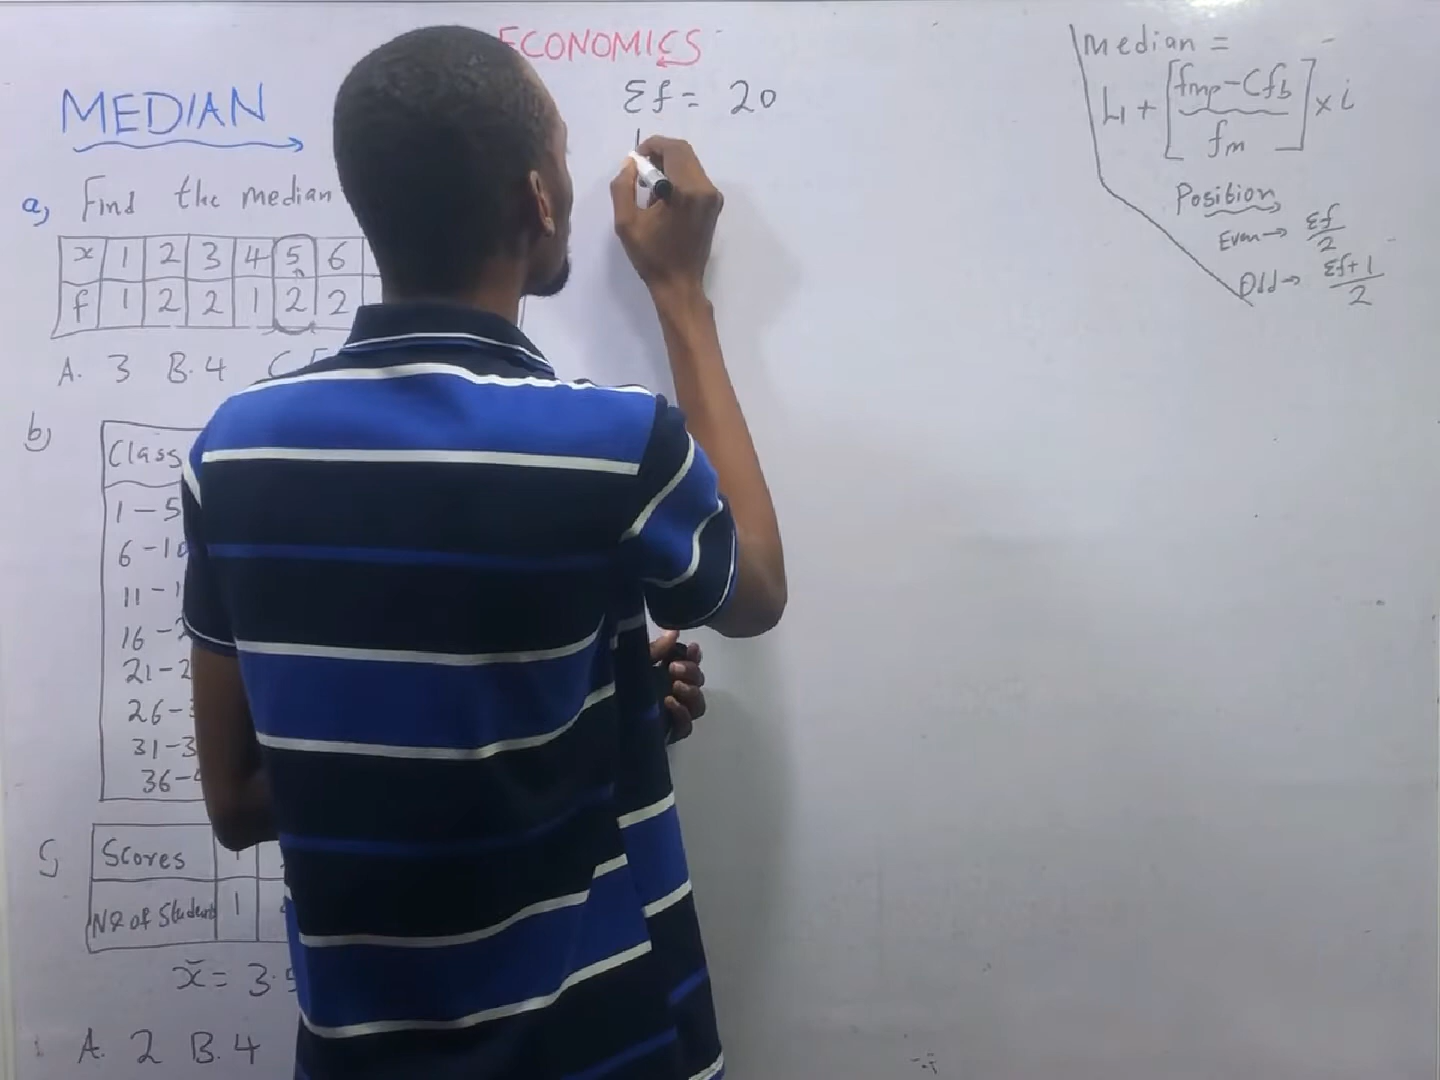 ECONOMICS
MEDIAN
Σf = 20
a, Find the median
x 1 2 3 4 5 6
f 1 2 2 1 2 2
A. 3 B. 4 C.
b,
Class
1 - 5
6 - 10
11 - 1
16 - 2
21 - 2
26 - 3
31 - 3
36 -
Scores
No of Students 1
x̄ = 3.5
A. 2 B. 4
median =
L₁ + [fmp - Cfb / fm] × i
Position
Even → Σf/2
Odd → Σf+1/2